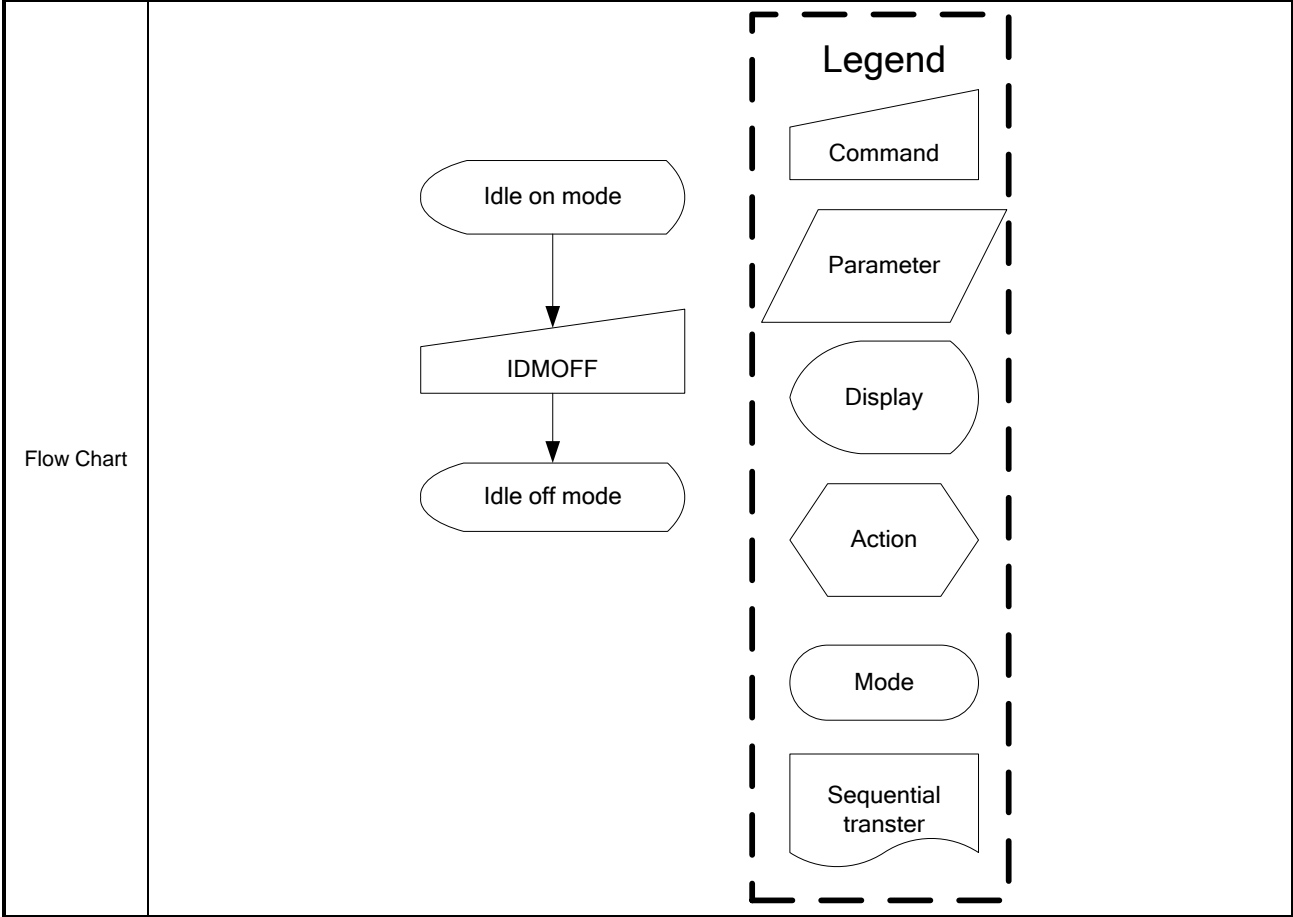 Flow Chart
Idle on mode
IDMOFF
Idle off mode
Legend
Command
Parameter
Display
Action
Mode
Sequential
transter